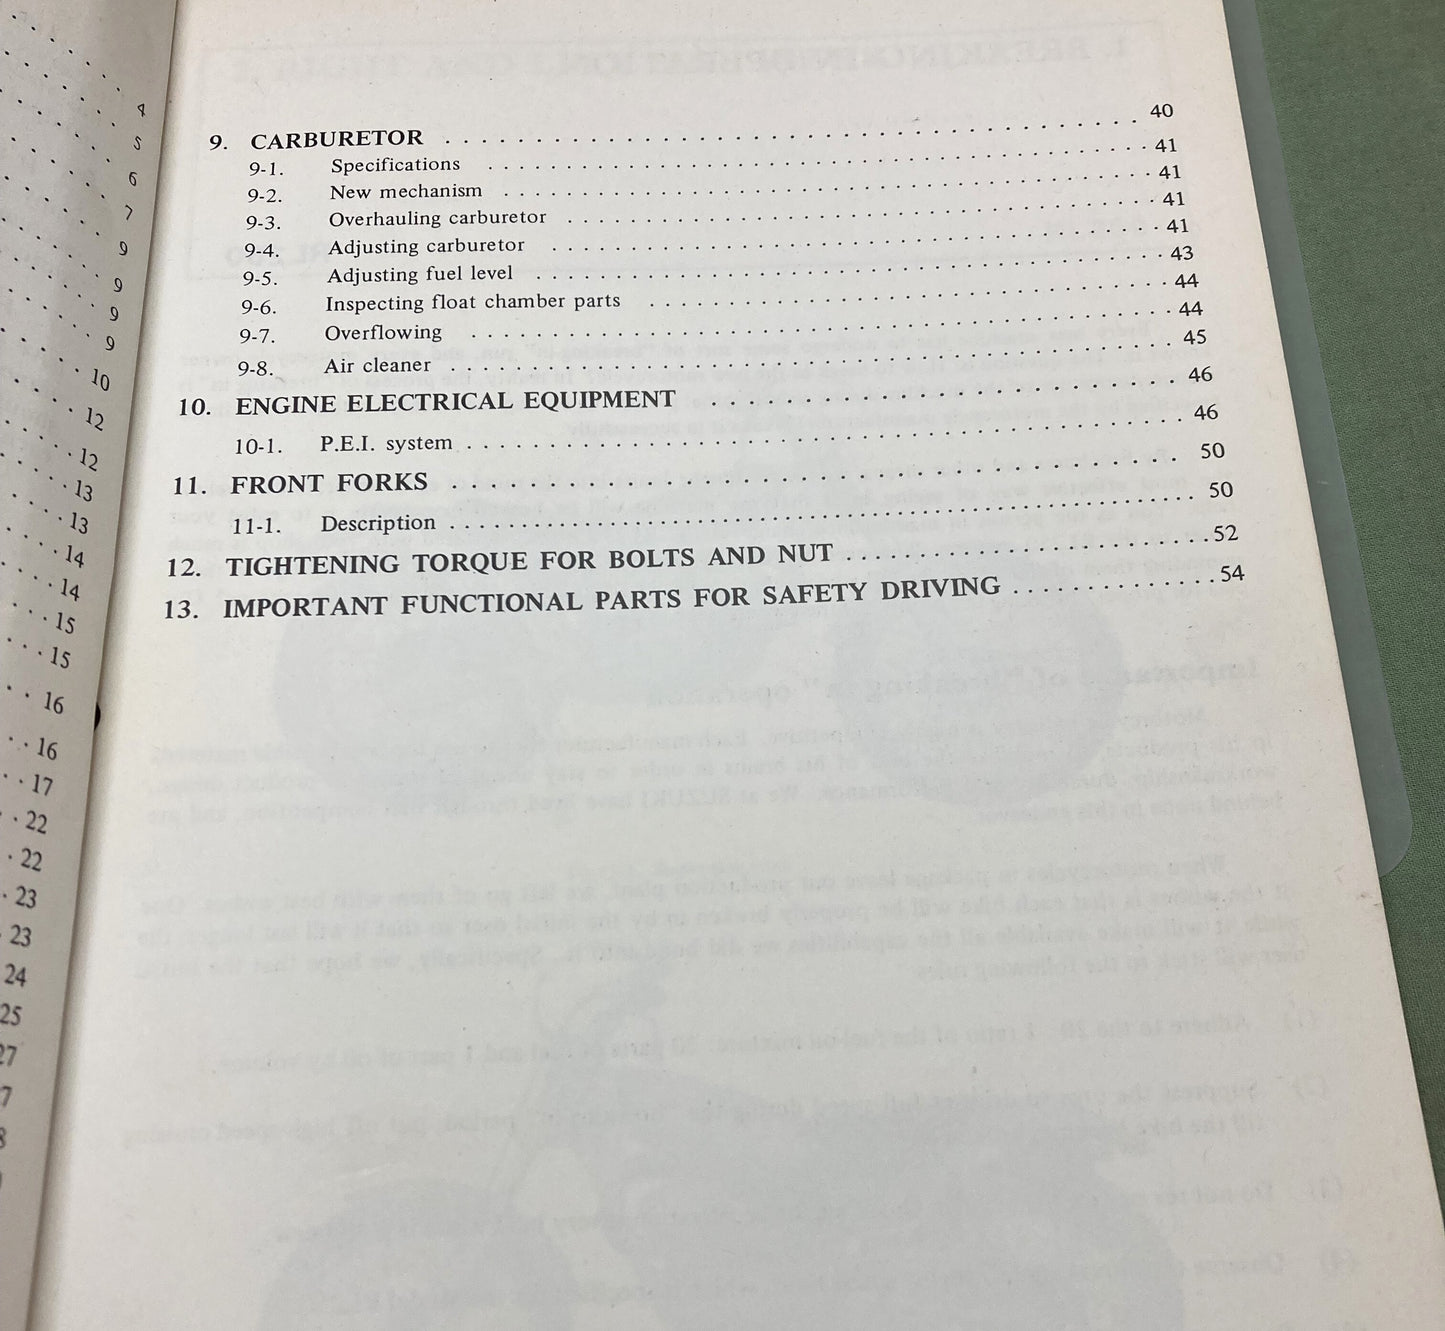 4
5
6
7
9
9
9
9
10
12
12
13
13
14
14
15
15
16
16
17
22
22
23
23
24
25
27
9. CARBURETOR . . . . 40
9-1. Specifications . . . . 41
9-2. New mechanism . . . . 41
9-3. Overhauling carburetor . . . . 41
9-4. Adjusting carburetor . . . . 41
9-5. Adjusting fuel level . . . . 43
9-6. Inspecting float chamber parts . . . . 44
9-7. Overflowing . . . . 44
9-8. Air cleaner . . . . 45
10. ENGINE ELECTRICAL EQUIPMENT . . . . 46
10-1. P.E.I. system . . . . 46
11. FRONT FORKS . . . . 50
11-1. Description . . . . 50
12. TIGHTENING TORQUE FOR BOLTS AND NUT . . . . 52
13. IMPORTANT FUNCTIONAL PARTS FOR SAFETY DRIVING . . . . 54